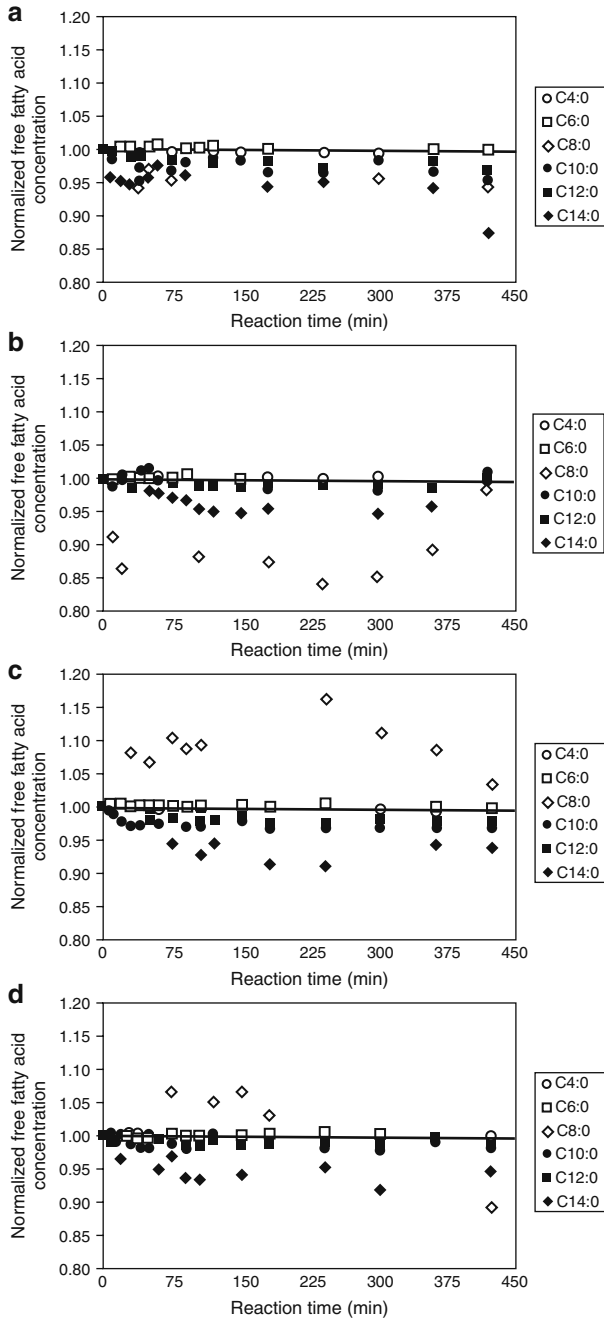 a
Normalized free fatty acid
concentration
1.20
1.15
1.10
1.05
1.00
0.95
0.90
0.85
0.80
0 75 150 225 300 375 450
Reaction time (min)
C4:0
C6:0
C8:0
C10:0
C12:0
C14:0
b
Normalized free fatty acid
concentration
1.20
1.15
1.10
1.05
1.00
0.95
0.90
0.85
0.80
0 75 150 225 300 375 450
Reaction time (min)
C4:0
C6:0
C8:0
C10:0
C12:0
C14:0
c
Normalized free fatty acid
concentration
1.20
1.15
1.10
1.05
1.00
0.95
0.90
0.85
0.80
0 75 150 225 300 375 450
Reaction time (min)
C4:0
C6:0
C8:0
C10:0
C12:0
C14:0
d
Normalized free fatty acid
concentration
1.20
1.15
1.10
1.05
1.00
0.95
0.90
0.85
0.80
0 75 150 225 300 375 450
Reaction time (min)
C4:0
C6:0
C8:0
C10:0
C12:0
C14:0